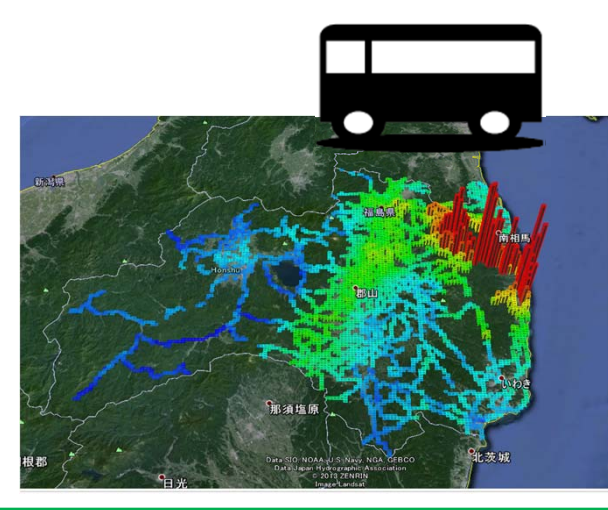 新潟県
福島県
南相馬
Honshu
郡山
いわき
那須塩原
根郡
北茨城
日光
Data SIO, NOAA, U.S. Navy, NGA, GEBCO
Data Japan Hydrographic Association
© 2013 ZENRIN
Image Landsat